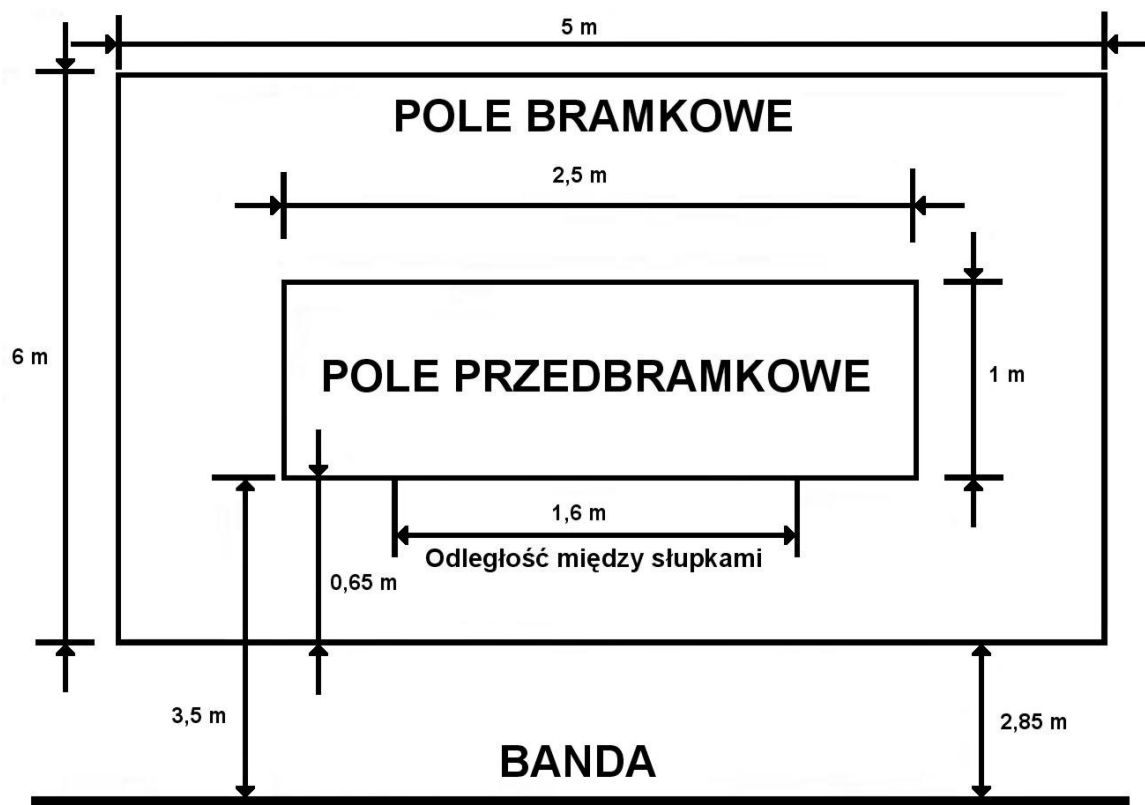 5 m
POLE BRAMKOWE
2,5 m
6 m
POLE PRZEDBRAMKOWE
1 m
1,6 m
Odległość między słupkami
0,65 m
3,5 m
2,85 m
BANDA